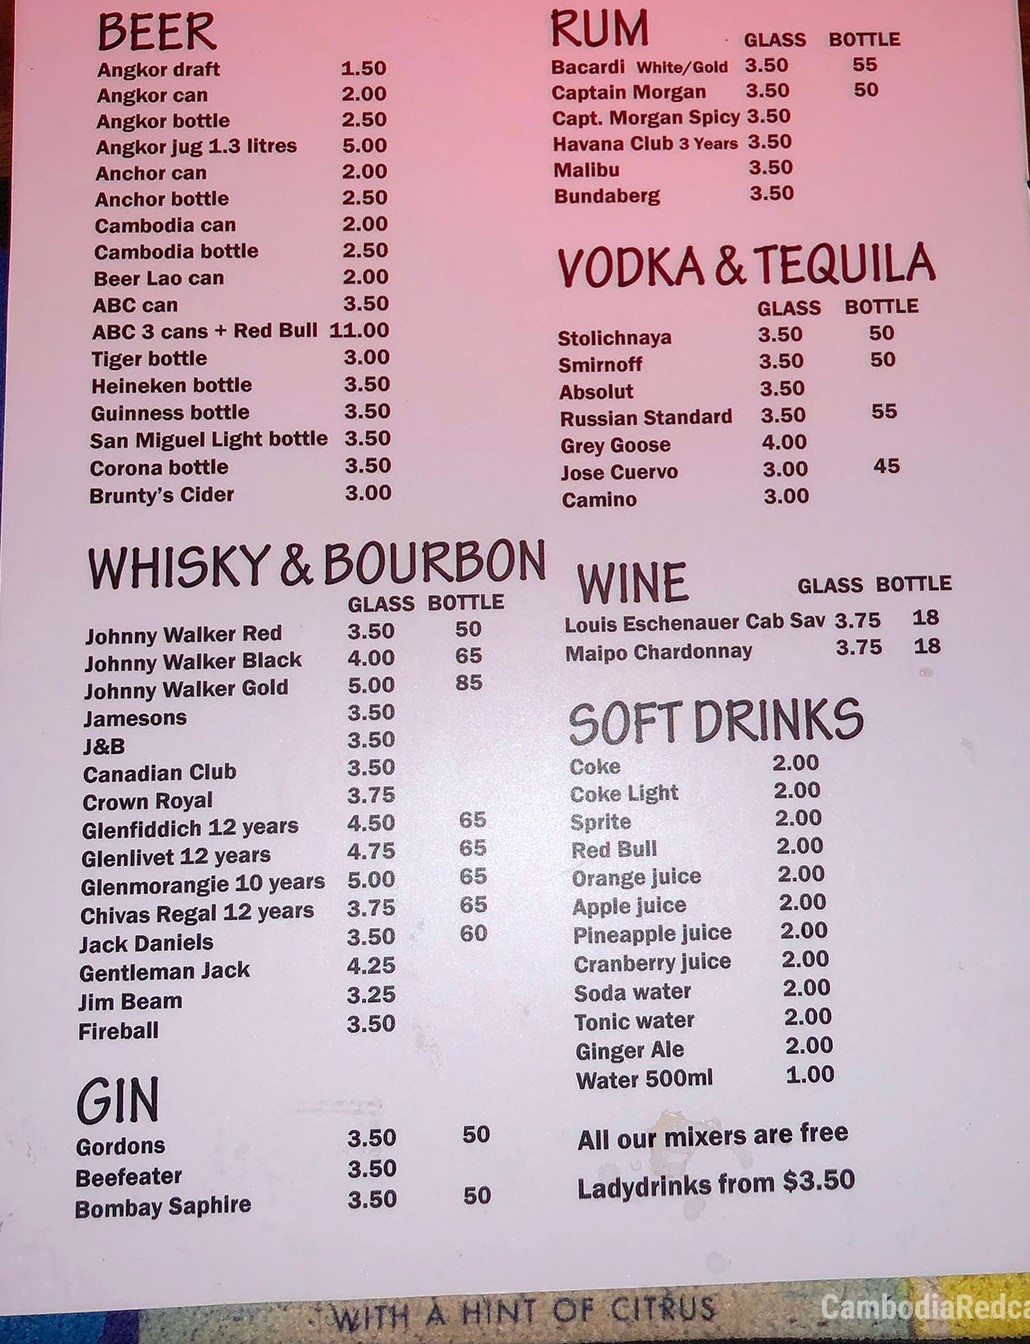 BEER
Angkor draft 1.50
Angkor can 2.00
Angkor bottle 2.50
Angkor jug 1.3 litres 5.00
Anchor can 2.00
Anchor bottle 2.50
Cambodia can 2.00
Cambodia bottle 2.50
Beer Lao can 2.00
ABC can 3.50
ABC 3 cans + Red Bull 11.00
Tiger bottle 3.00
Heineken bottle 3.50
Guinness bottle 3.50
San Miguel Light bottle 3.50
Corona bottle 3.50
Brunty's Cider 3.00
WHISKY & BOURBON
GLASS BOTTLE
Johnny Walker Red 3.50 50
Johnny Walker Black 4.00 65
Johnny Walker Gold 5.00 85
Jamesons 3.50
J&B 3.50
Canadian Club 3.50
Crown Royal 3.75
Glenfiddich 12 years 4.50 65
Glenlivet 12 years 4.75 65
Glenmorangie 10 years 5.00 65
Chivas Regal 12 years 3.75 65
Jack Daniels 3.50 60
Gentleman Jack 4.25
Jim Beam 3.25
Fireball 3.50
GIN
Gordons 3.50 50
Beefeater 3.50
Bombay Saphire 3.50 50
RUM GLASS BOTTLE
Bacardi White/Gold 3.50 55
Captain Morgan 3.50 50
Capt. Morgan Spicy 3.50
Havana Club 3 Years 3.50
Malibu 3.50
Bundaberg 3.50
VODKA & TEQUILA
GLASS BOTTLE
Stolichnaya 3.50 50
Smirnoff 3.50 50
Absolut 3.50
Russian Standard 3.50 55
Grey Goose 4.00
Jose Cuervo 3.00 45
Camino 3.00
WINE GLASS BOTTLE
Louis Eschenauer Cab Sav 3.75 18
Maipo Chardonnay 3.75 18
SOFT DRINKS
Coke 2.00
Coke Light 2.00
Sprite 2.00
Red Bull 2.00
Orange juice 2.00
Apple juice 2.00
Pineapple juice 2.00
Cranberry juice 2.00
Soda water 2.00
Tonic water 2.00
Ginger Ale 2.00
Water 500ml 1.00
All our mixers are free
Ladydrinks from $3.50
WITH A HINT OF CITRUS
CambodiaRedca